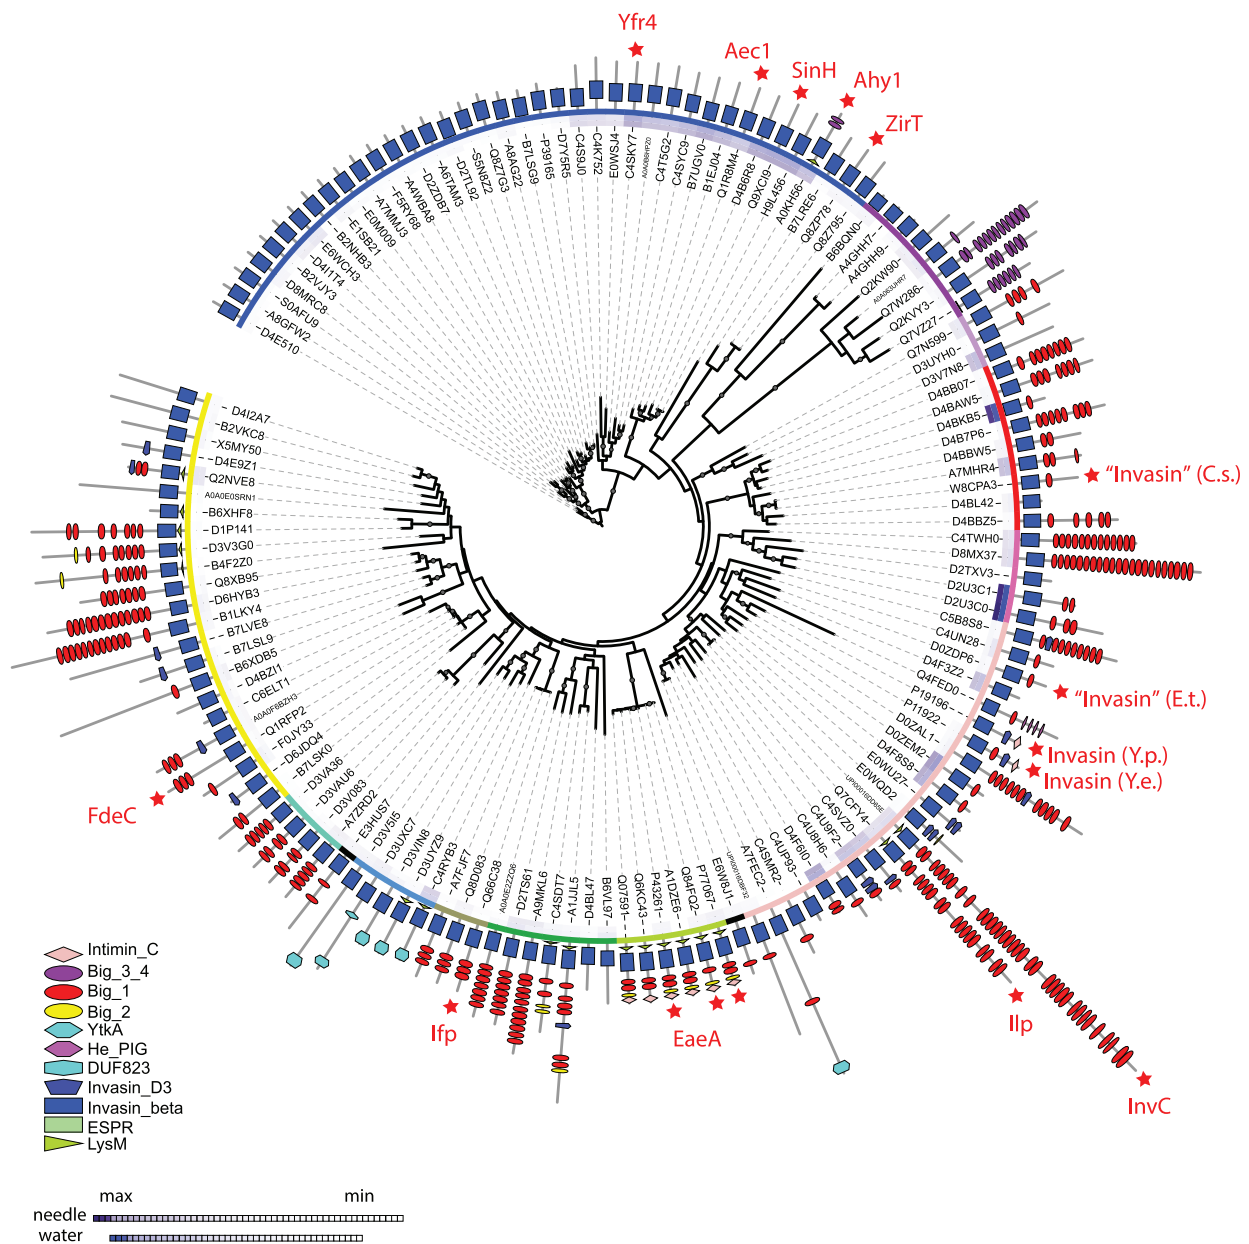 Yfr4
Aec1
SinH
Ahy1
ZirT
"Invasin" (C.s.)
"Invasin" (E.t.)
Invasin (Y.p.)
Invasin (Y.e.)
Ilp
InvC
EaeA
Ifp
FdeC
D4E510
A8GFW2
S0AFU9
D8MRC8
B2VJY3
D4I1T4
E6WCH3
B2NHB3
E1SB21
E0M009
A7MMJ3
F5RY68
A4WBA8
D2ZDB7
A6TAM3
D2TL92
S5N8Z2
Q8Z7G3
A8AG22
B7LSG9
P39165
D7Y5R5
C4S9J0
C4K752
E0WSJ4
C4SKY7
C4T5G2
C4SYC9
B7UGV0
B1EJ04
Q1R8M4
D4B6R8
Q9XCI9
H9L456
A0KH56
B7LRE6
Q8ZP78
Q8Z795
B6BQN0
A4GHH7
A4GHH9
Q2KW90
A0A063UHR7
Q7W286
Q2KVY3
Q7VZ27
Q7N599
D3UYH0
D3V7N8
D4BB07
D4BAW5
D4BKB5
D4B7P6
D4BBW5
A7MHR4
W8CPA3
D4BL42
D4BBZ5
C4TWH0
D8MX37
D2TXV3
D2U3C1
D2U3C0
C5B8S8
C4UN28
D0ZDP6
D4F3Z2
Q4FED0
P19196
P11922
D0ZAL1
D0ZEM2
D4F8S8
E0WU27
E0WQD2
Q7CFY4
C4SVZ0
C4U9F2
C4U8H6
D4F6I0
C4UP93
C4SMR2
A7FEC2
E6W8J1
P77067
Q84FQ2
A1DZE6
P43261
Q6KC43
Q07591
B6VL97
D4BL47
A1JJL5
C4SDT7
A9MKL6
D2TS61
A0A0E2ZZQ6
Q66C38
Q8D083
A7FJF7
C4RYB3
D3UYZ9
D3VIN8
D3UXC7
D3V5I5
E3HUS7
A7ZRD2
D3V083
D3VAU6
D3VA36
B7LSK0
D6JDQ4
F0JY33
Q1RFP2
A0A0F6BZH3
C6ELT1
D4BZI1
B6XDB5
B7LSL9
B7LVE8
B1LKY4
D6HYB3
Q8XB95
B4F2Z0
D3V3G0
D1P141
B6XHF8
A0A0E0SRN1
Q2NVE8
D4E9Z1
X5MY50
B2VKC8
D4I2A7
Intimin_C
Big_3_4
Big_1
Big_2
YtkA
He_PIG
DUF823
Invasin_D3
Invasin_beta
ESPR
LysM
max min
needle
water